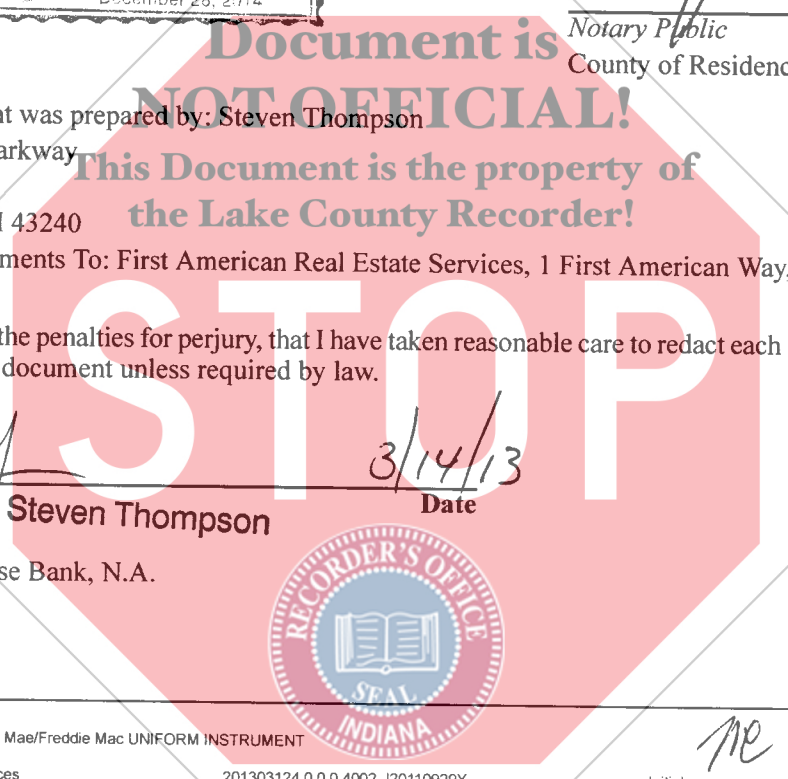 December 28, 2014
Document is
Notary Public
County of Residenc
NOT OFFICIAL!
nt was prepared by: Steven Thompson
arkway
This Document is the property of
the Lake County Recorder!
43240
ments To: First American Real Estate Services, 1 First American Way,
STOP
the penalties for perjury, that I have taken reasonable care to redact each
document unless required by law.
3/14/13
Date
Steven Thompson
se Bank, N.A.
RECORDER'S OFFICE
SEAL
INDIANA
Mae/Freddie Mac UNIFORM INSTRUMENT
ces